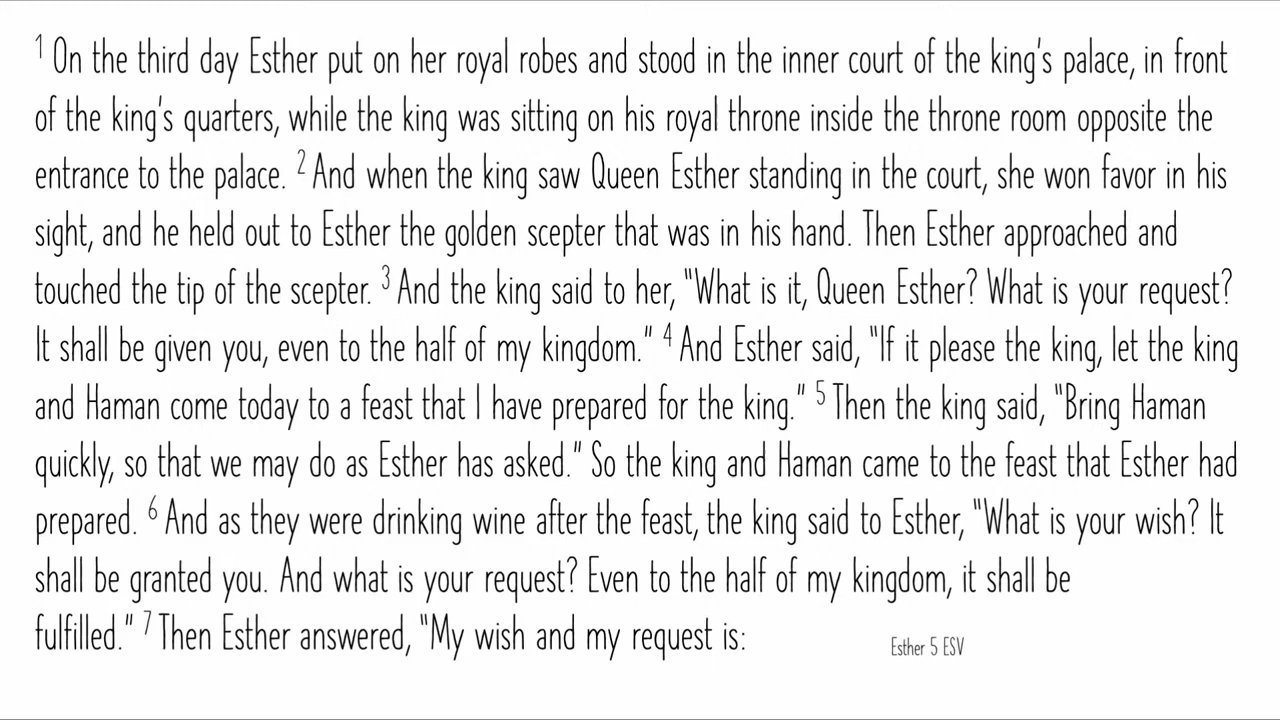 1 On the third day Esther put on her royal robes and stood in the inner court of the king's palace, in front
of the king's quarters, while the king was sitting on his royal throne inside the throne room opposite the
entrance to the palace. 2 And when the king saw Queen Esther standing in the court, she won favor in his
sight, and he held out to Esther the golden scepter that was in his hand. Then Esther approached and
touched the tip of the scepter. 3 And the king said to her, "What is it, Queen Esther? What is your request?
It shall be given you, even to the half of my kingdom." 4 And Esther said, "If it please the king, let the king
and Haman come today to a feast that I have prepared for the king." 5 Then the king said, "Bring Haman
quickly, so that we may do as Esther has asked." So the king and Haman came to the feast that Esther had
prepared. 6 And as they were drinking wine after the feast, the king said to Esther, "What is your wish? It
shall be granted you. And what is your request? Even to the half of my kingdom, it shall be
fulfilled." 7 Then Esther answered, "My wish and my request is:
Esther 5 ESV